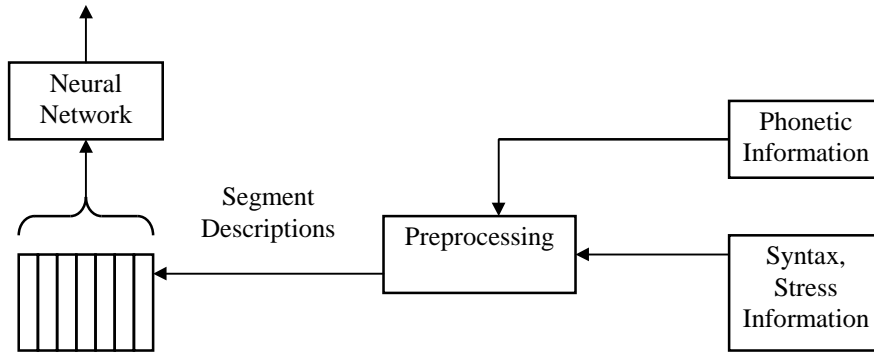 Neural
Network
Phonetic
Information
Segment
Descriptions
Preprocessing
Syntax,
Stress
Information